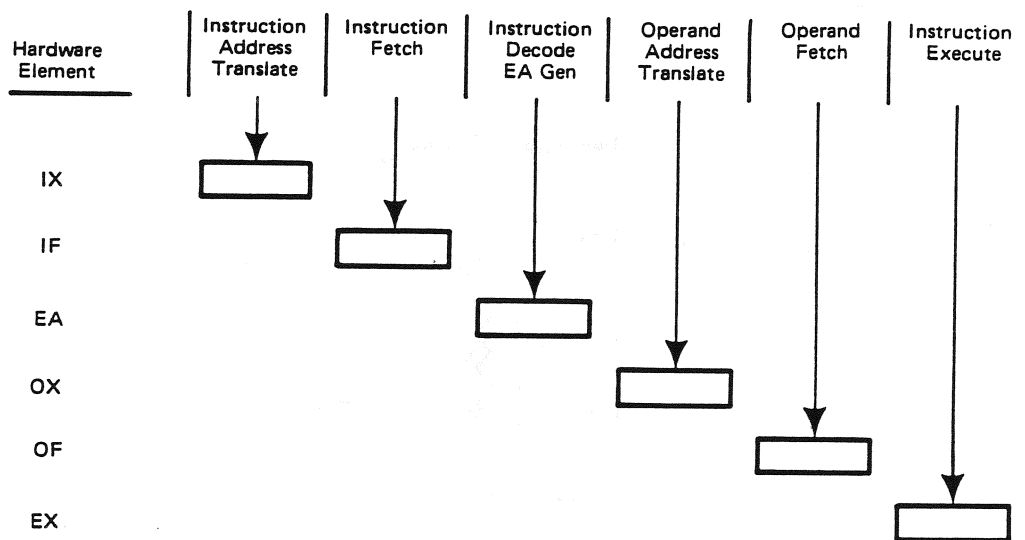 Hardware
Element
Instruction
Address
Translate
Instruction
Fetch
Instruction
Decode
EA Gen
Operand
Address
Translate
Operand
Fetch
Instruction
Execute
IX
IF
EA
OX
OF
EX